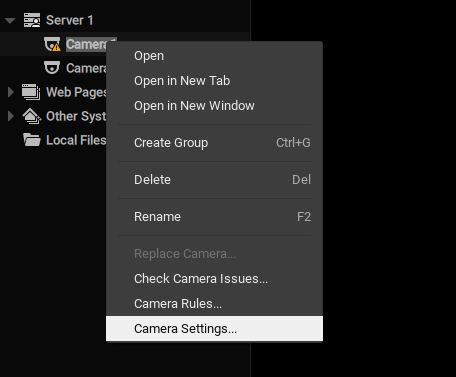 Server 1
Camera
Camera
Web Pages
Other Syst
Local Files
Open
Open in New Tab
Open in New Window
Create Group Ctrl+G
Delete Del
Rename F2
Replace Camera...
Check Camera Issues...
Camera Rules...
Camera Settings...